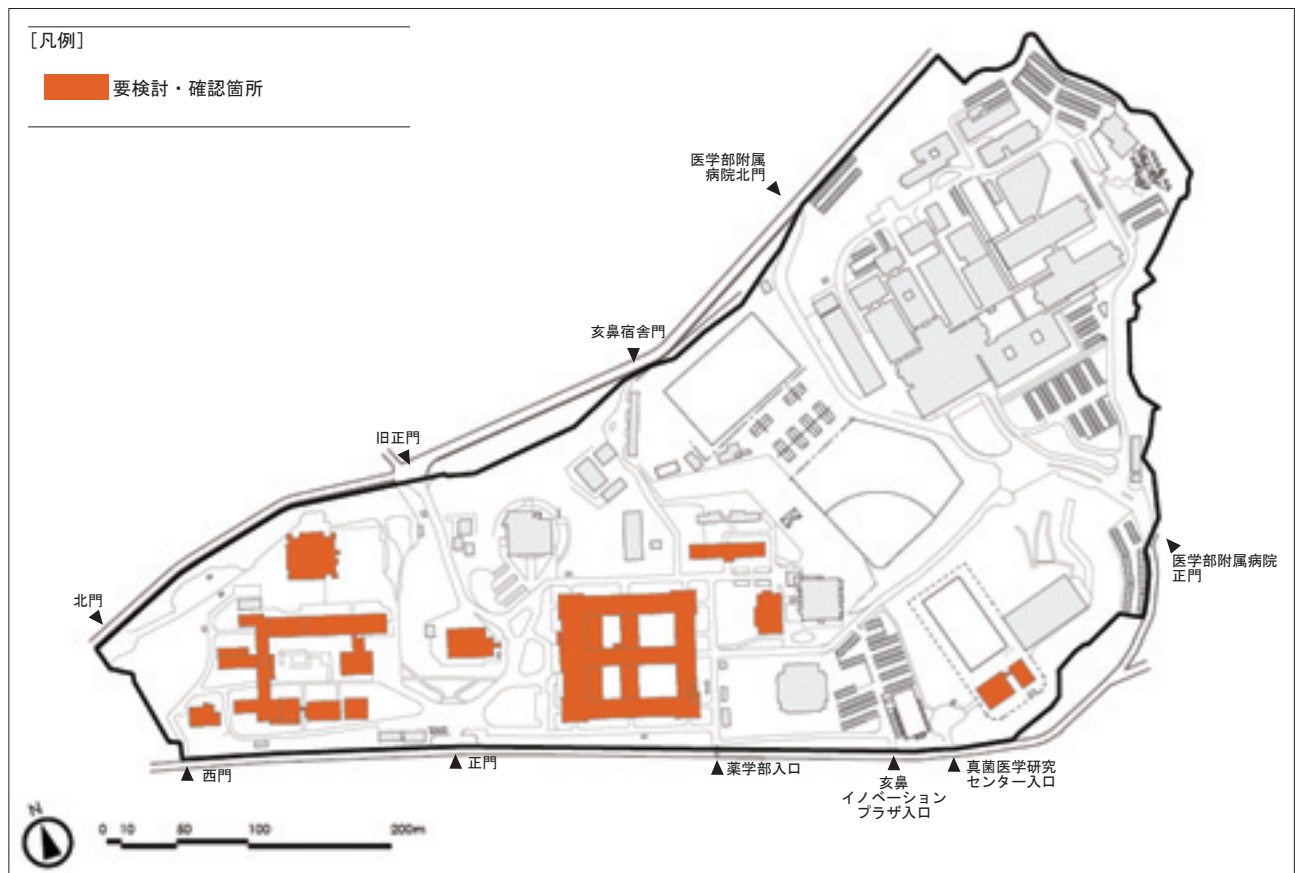 [凡例]
要検討・確認箇所
医学部附属
病院北門
亥鼻宿舎門
旧正門
医学部附属病院
正門
北門
西門
正門
薬学部入口
亥鼻
イノベーション
プラザ入口
真菌医学研究
センター入口
N
0 10 50 100 200m